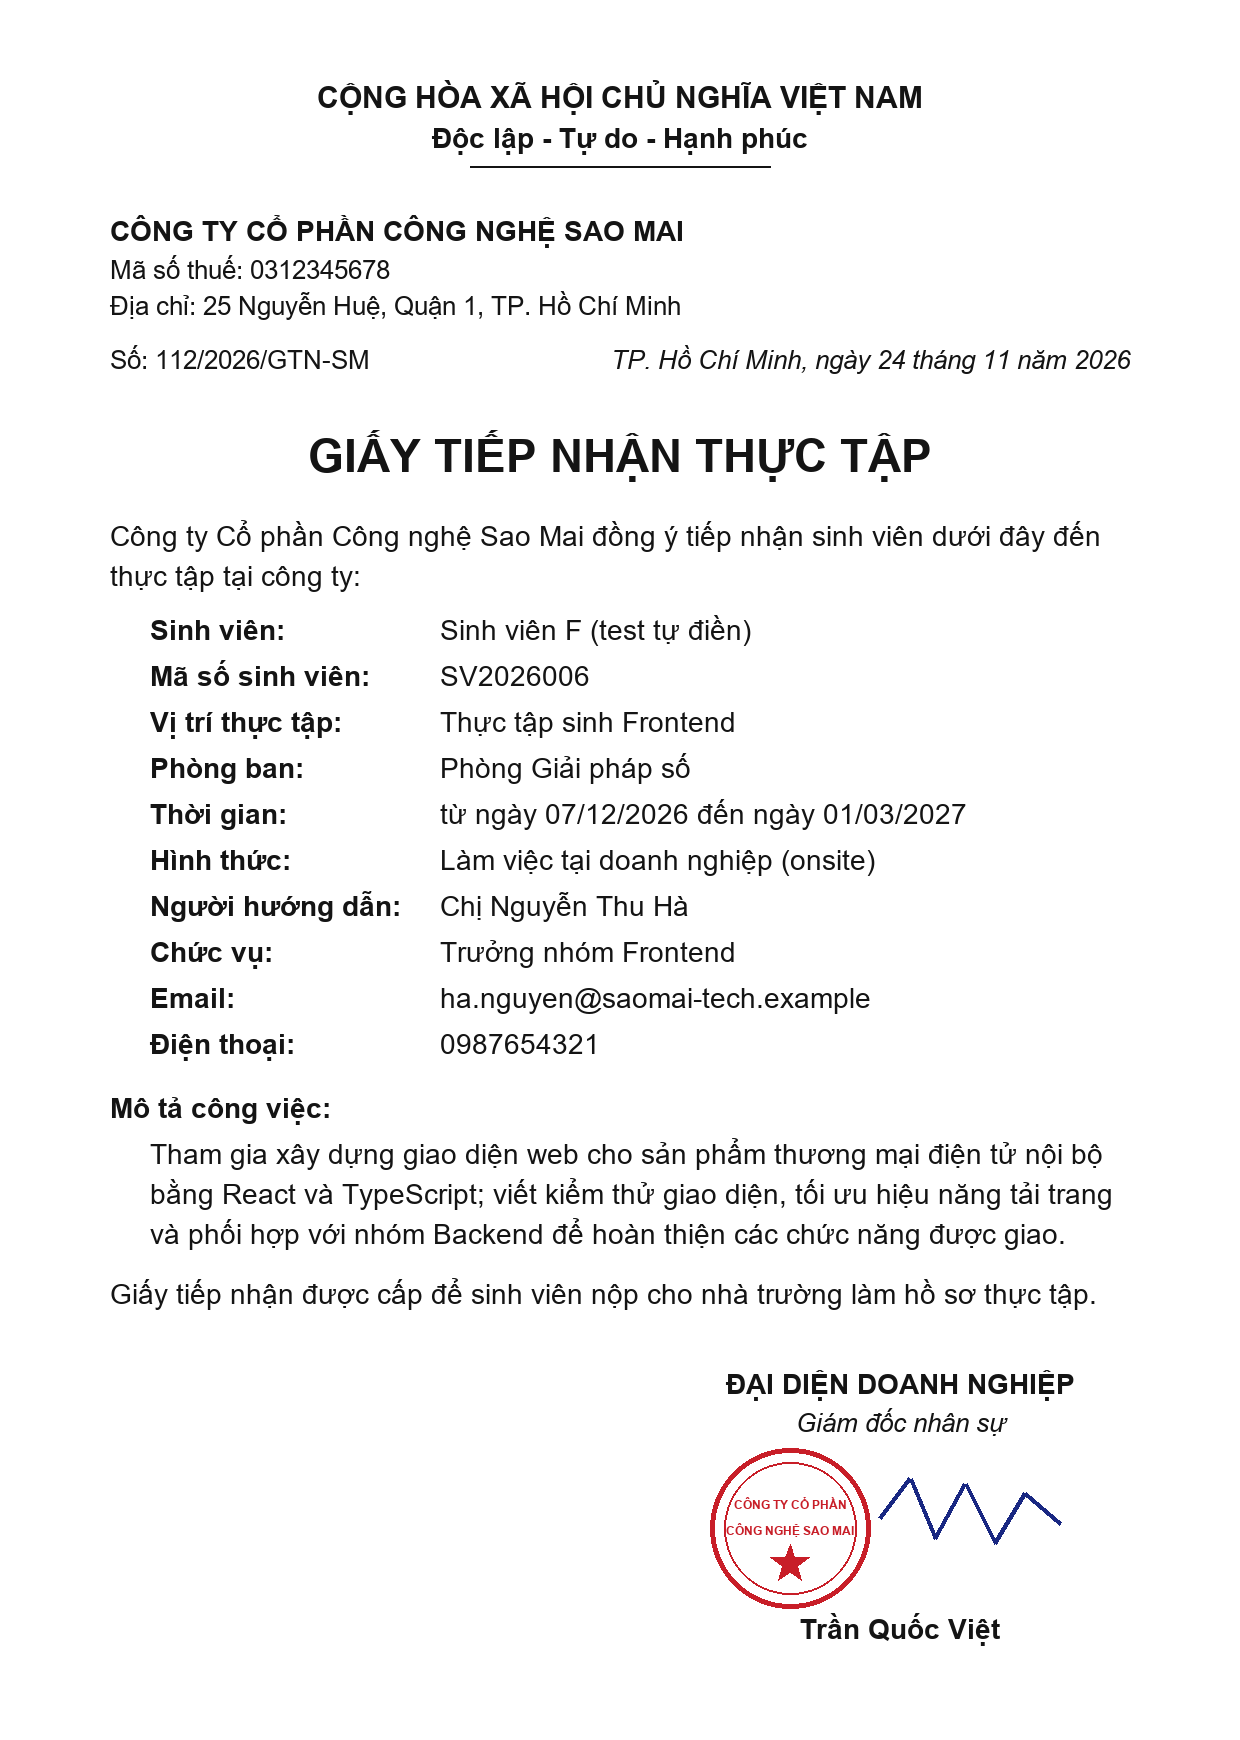 CỘNG HÒA XÃ HỘI CHỦ NGHĨA VIỆT NAM
Độc lập - Tự do - Hạnh phúc
CÔNG TY CỔ PHẦN CÔNG NGHỆ SAO MAI
Mã số thuế: 0312345678
Địa chỉ: 25 Nguyễn Huệ, Quận 1, TP. Hồ Chí Minh
Số: 112/2026/GTN-SM TP. Hồ Chí Minh, ngày 24 tháng 11 năm 2026
GIẤY TIẾP NHẬN THỰC TẬP
Công ty Cổ phần Công nghệ Sao Mai đồng ý tiếp nhận sinh viên dưới đây đến
thực tập tại công ty:
Sinh viên: Sinh viên F (test tự điền)
Mã số sinh viên: SV2026006
Vị trí thực tập: Thực tập sinh Frontend
Phòng ban: Phòng Giải pháp số
Thời gian: từ ngày 07/12/2026 đến ngày 01/03/2027
Hình thức: Làm việc tại doanh nghiệp (onsite)
Người hướng dẫn: Chị Nguyễn Thu Hà
Chức vụ: Trưởng nhóm Frontend
Email: ha.nguyen@saomai-tech.example
Điện thoại: 0987654321
Mô tả công việc:
Tham gia xây dựng giao diện web cho sản phẩm thương mại điện tử nội bộ
bằng React và TypeScript; viết kiểm thử giao diện, tối ưu hiệu năng tải trang
và phối hợp với nhóm Backend để hoàn thiện các chức năng được giao.
Giấy tiếp nhận được cấp để sinh viên nộp cho nhà trường làm hồ sơ thực tập.
ĐẠI DIỆN DOANH NGHIỆP
Giám đốc nhân sự
CÔNG TY CỔ PHẦN
CÔNG NGHỆ SAO MAI
Trần Quốc Việt